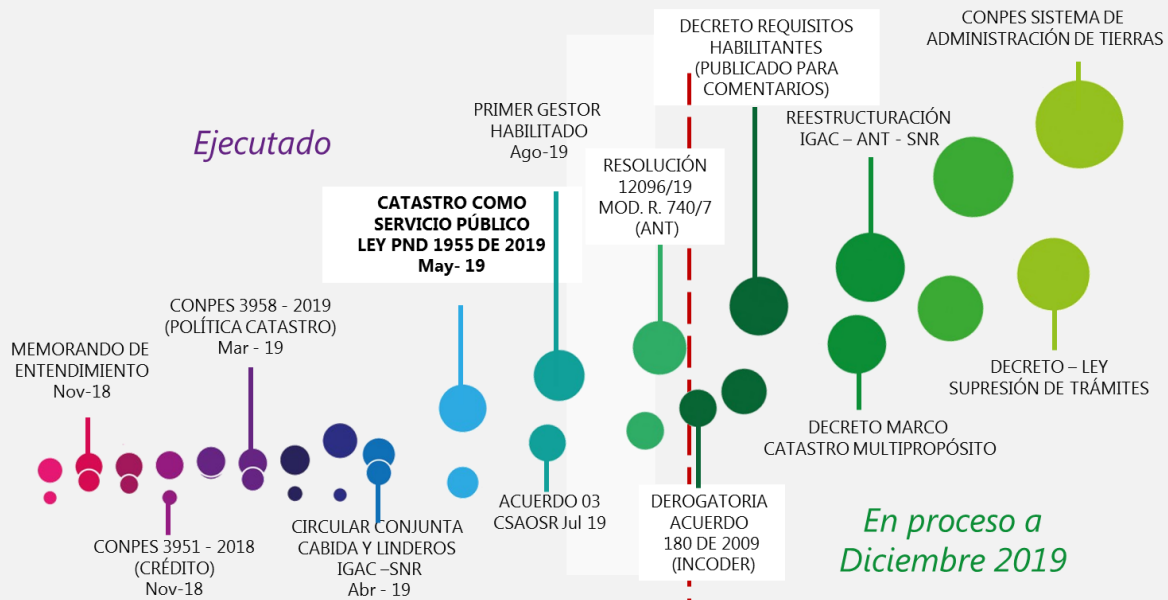 Ejecutado
MEMORANDO DE
ENTENDIMIENTO
Nov-18
CONPES 3951 - 2018
(CRÉDITO)
Nov-18
CONPES 3958 - 2019
(POLÍTICA CATASTRO)
Mar - 19
CIRCULAR CONJUNTA
CABIDA Y LINDEROS
IGAC –SNR
Abr - 19
CATASTRO COMO
SERVICIO PÚBLICO
LEY PND 1955 DE 2019
May- 19
PRIMER GESTOR
HABILITADO
Ago-19
ACUERDO 03
CSAOSR Jul 19
RESOLUCIÓN
12096/19
MOD. R. 740/7
(ANT)
DECRETO REQUISITOS
HABILITANTES
(PUBLICADO PARA
COMENTARIOS)
DEROGATORIA
ACUERDO
180 DE 2009
(INCODER)
REESTRUCTURACIÓN
IGAC – ANT - SNR
DECRETO MARCO
CATASTRO MULTIPROPÓSITO
CONPES SISTEMA DE
ADMINISTRACIÓN DE TIERRAS
DECRETO – LEY
SUPRESIÓN DE TRÁMITES
En proceso a
Diciembre 2019